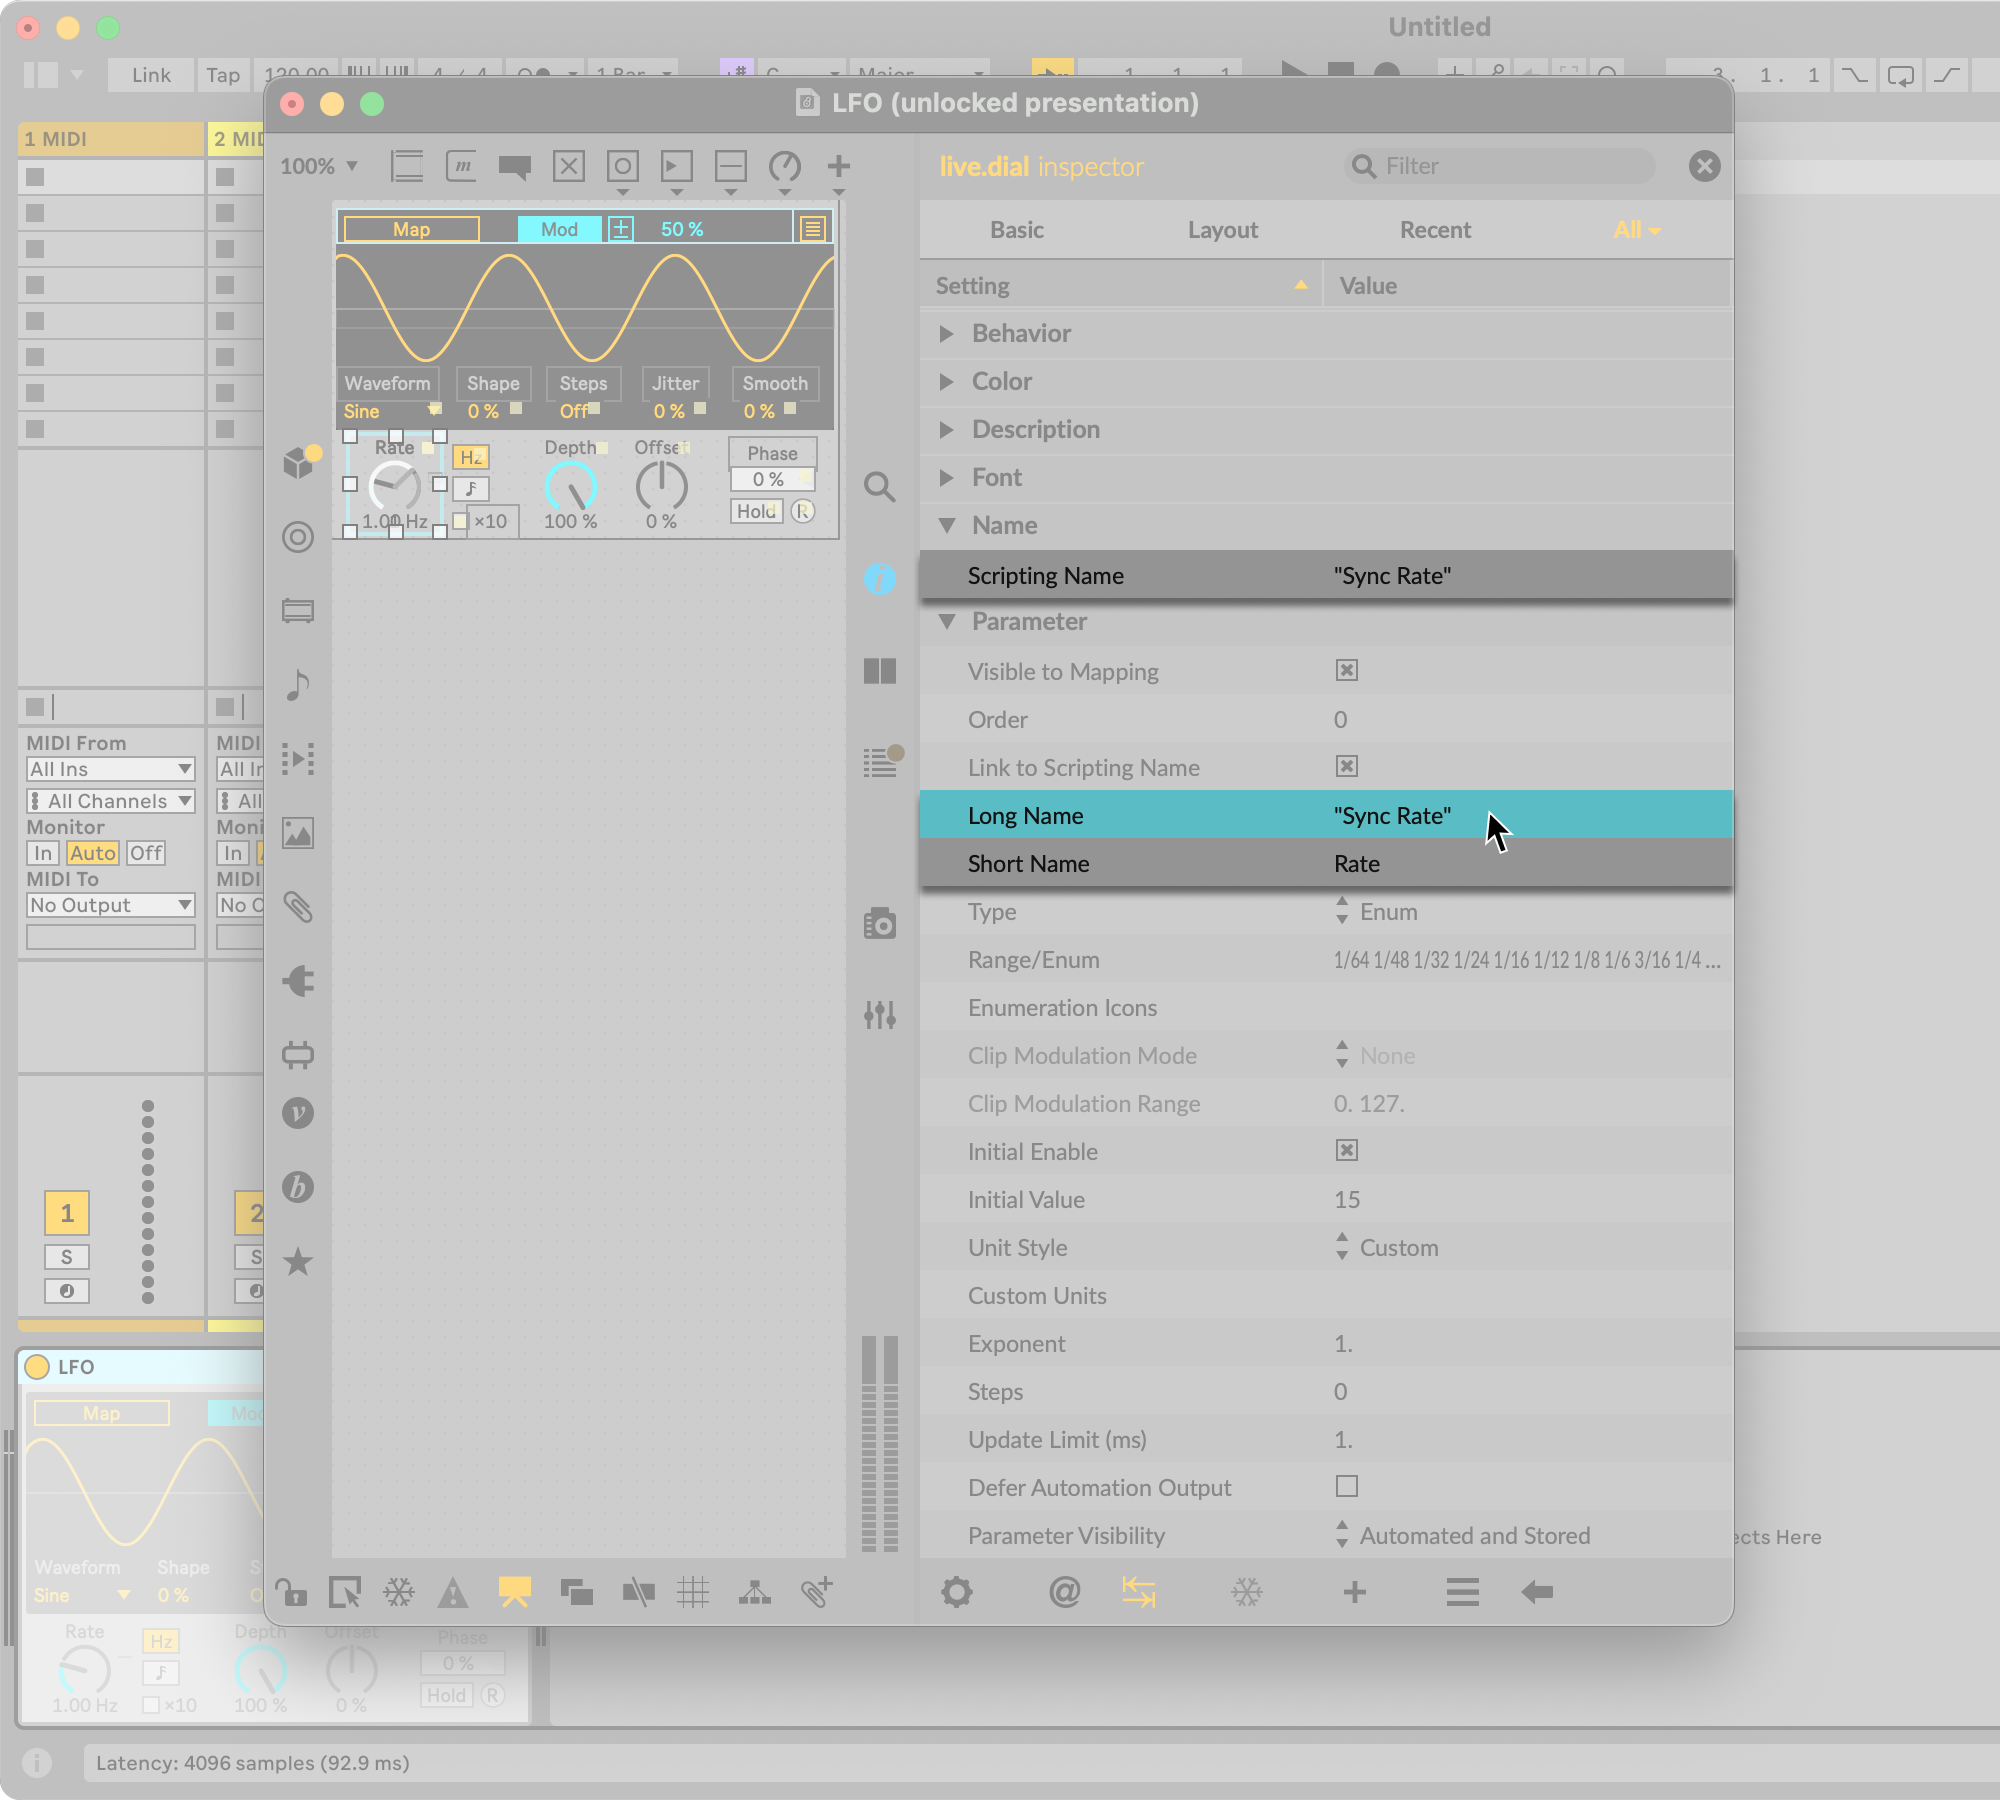 Untitled
Link
Tap
1 Bar
Major
1 1 1
3. 1. 1
1 MIDI
2 MID
LFO (unlocked presentation)
100%
live.dial inspector
Filter
Map
Mod
50 %
Basic
Layout
Recent
All
Setting
Value
Behavior
Color
Description
Font
Name
Scripting Name
"Sync Rate"
Parameter
Visible to Mapping
Order
0
Link to Scripting Name
Long Name
"Sync Rate"
Short Name
Rate
Type
Enum
Range/Enum
1/64 1/48 1/32 1/24 1/16 1/12 1/8 1/6 3/16 1/4 ...
Enumeration Icons
Clip Modulation Mode
None
Clip Modulation Range
0. 127.
Initial Enable
Initial Value
15
Unit Style
Custom
Custom Units
Exponent
1.
Steps
0
Update Limit (ms)
1.
Defer Automation Output
Parameter Visibility
Automated and Stored
Waveform
Shape
Steps
Jitter
Smooth
Sine
0 %
Off
0 %
0 %
Rate
Hz
Depth
Offset
Phase
0 %
1.00 Hz
×10
100 %
0 %
Hold
R
MIDI From
All Ins
All Channels
Monitor
In
Auto
Off
MIDI To
No Output
MIDI
All Ir
All
Moni
In
MIDI
No C
1
2
S
S
LFO
Map
Mod
Waveform
Shape
Sine
0 %
Rate
Hz
Depth
Offset
Phase
0 %
1.00 Hz
×10
100 %
0 %
Hold
R
ects Here
Latency: 4096 samples (92.9 ms)